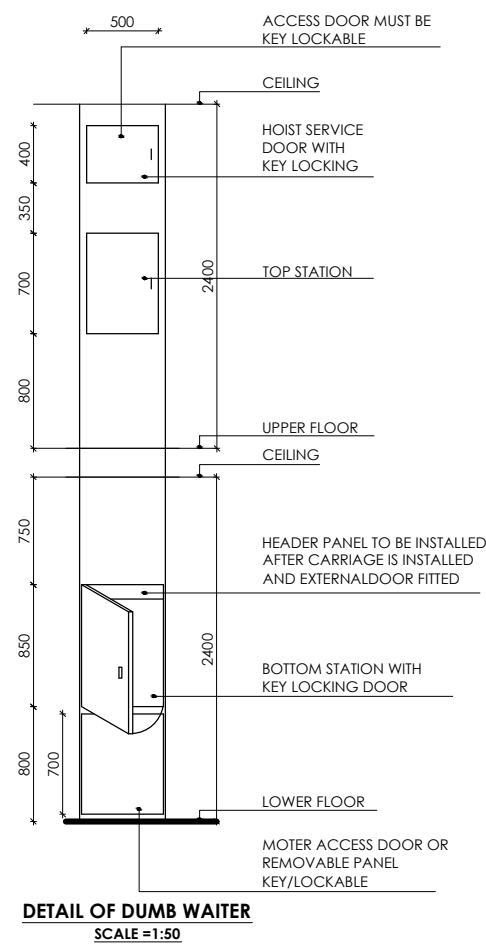 500
ACCESS DOOR MUST BE
KEY LOCKABLE
CEILING
400
HOIST SERVICE
DOOR WITH
KEY LOCKING
350
700
2400
TOP STATION
800
UPPER FLOOR
CEILING
750
HEADER PANEL TO BE INSTALLED
AFTER CARRIAGE IS INSTALLED
AND EXTERNALDOOR FITTED
850
2400
BOTTOM STATION WITH
KEY LOCKING DOOR
800
700
LOWER FLOOR
MOTER ACCESS DOOR OR
REMOVABLE PANEL
KEY/LOCKABLE
DETAIL OF DUMB WAITER
SCALE =1:50